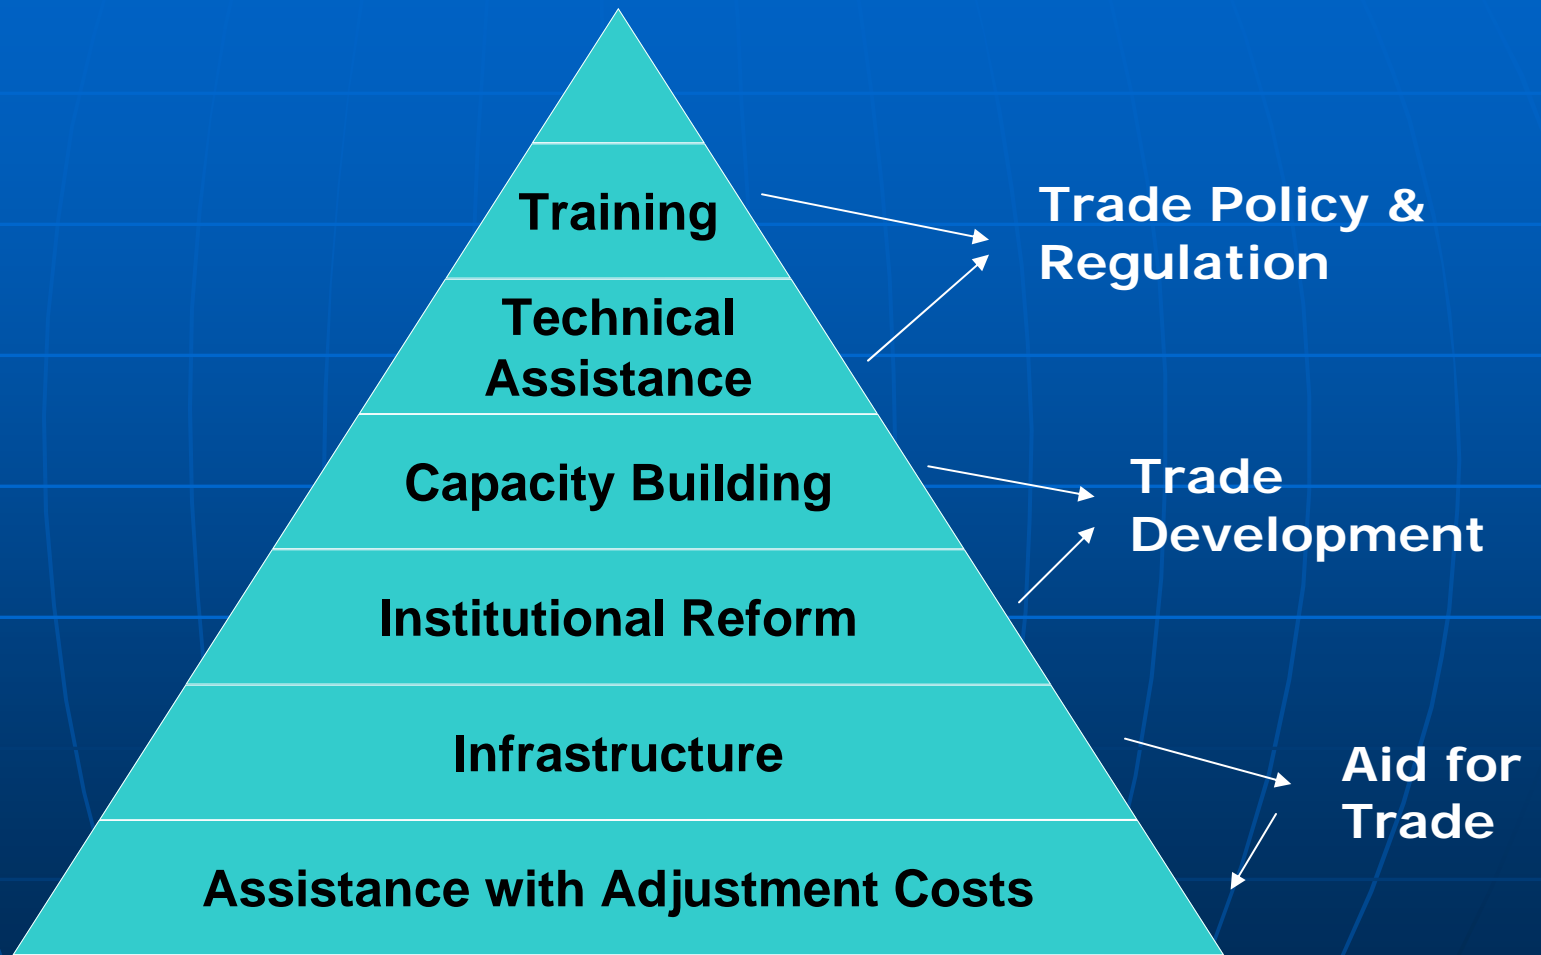 Training
Trade Policy &
Regulation
Technical
Assistance
Capacity Building
Trade
Development
Institutional Reform
Infrastructure
Aid for
Trade
Assistance with Adjustment Costs